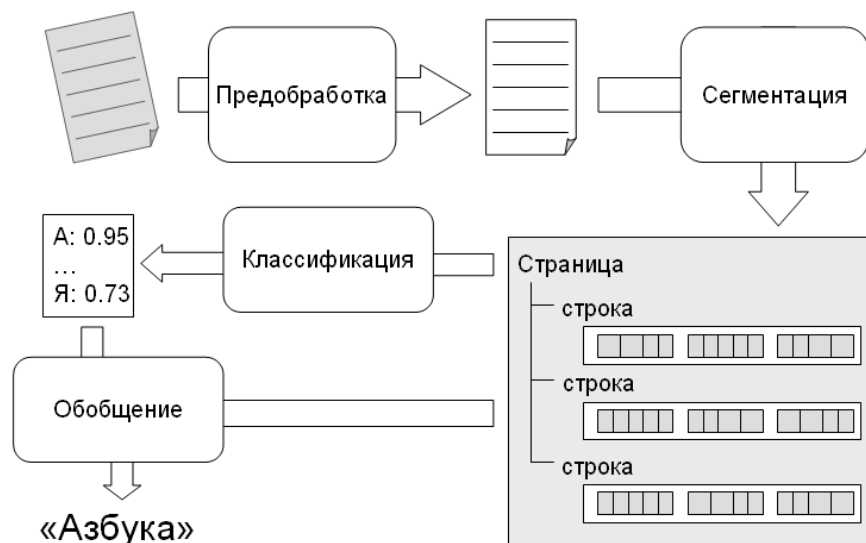 Предобработка
Сегментация
А: 0.95
...
Я: 0.73
Классификация
Страница
строка
строка
строка
Обобщение
«Азбука»